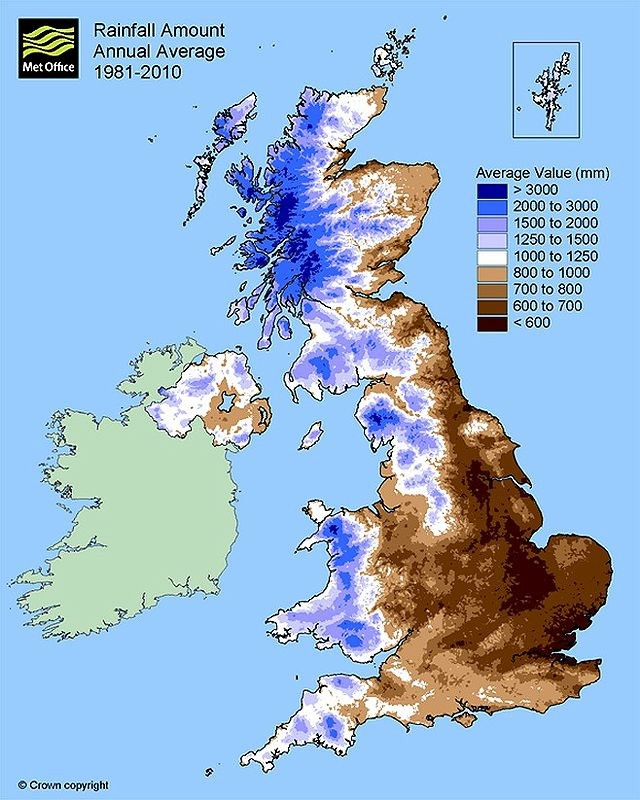 Met Office
Rainfall Amount
Annual Average
1981-2010
Average Value (mm)
> 3000
2000 to 3000
1500 to 2000
1250 to 1500
1000 to 1250
800 to 1000
700 to 800
600 to 700
< 600
© Crown copyright